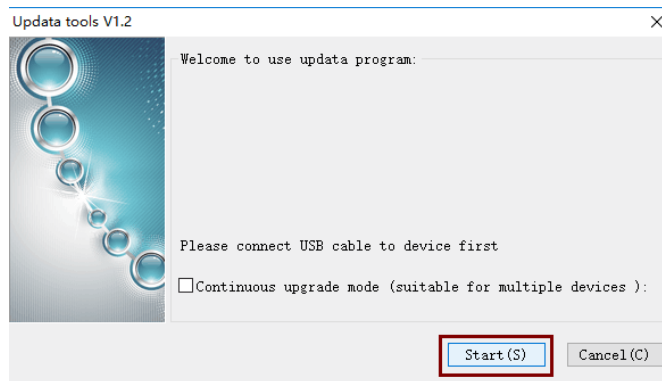 Updata tools V1.2
Welcome to use updata program:
Please connect USB cable to device first
Continuous upgrade mode (suitable for multiple devices ):
Start(S) Cancel(C)